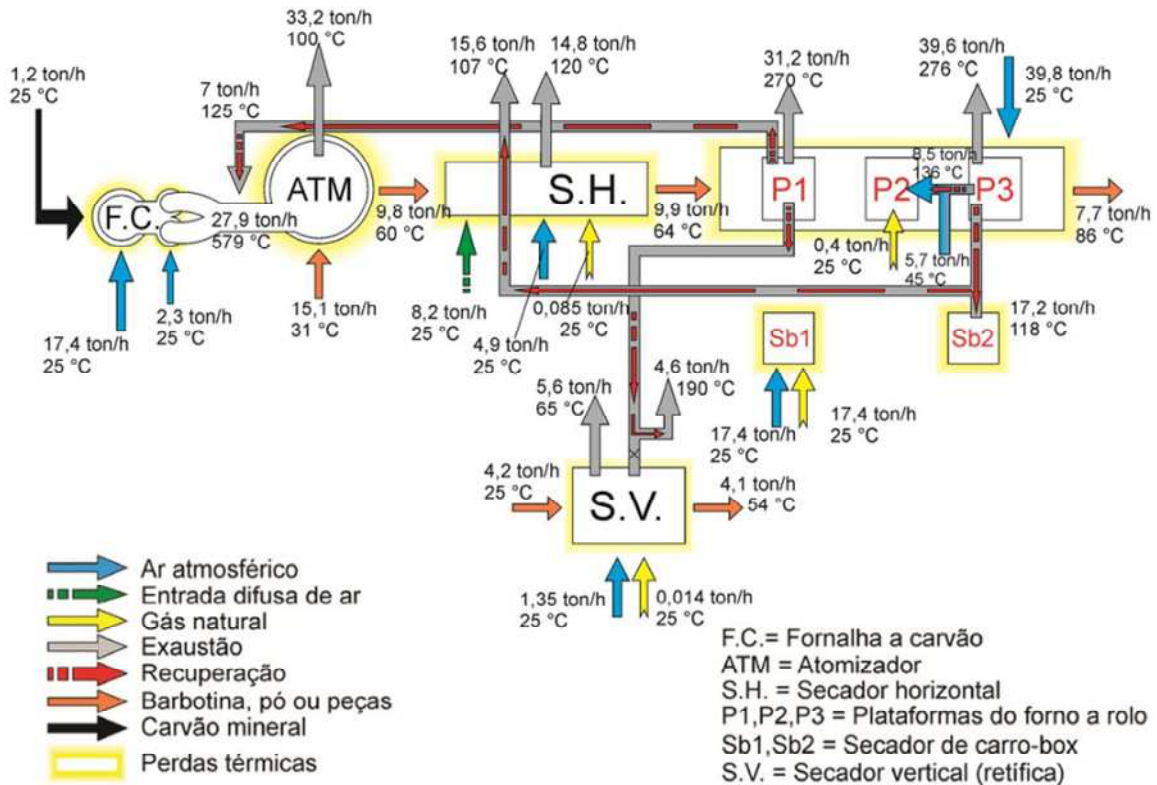 33,2 ton/h
100 °C
15,6 ton/h
107 °C
14,8 ton/h
120 °C
31,2 ton/h
270 °C
39,6 ton/h
276 °C
39,8 ton/h
25 °C
1,2 ton/h
25 °C
7 ton/h
125 °C
F.C.
27,9 ton/h
579 °C
ATM
9,8 ton/h
60 °C
S.H.
9,9 ton/h
64 °C
P1
P2
P3
8,5 ton/h
136 °C
7,7 ton/h
86 °C
0,4 ton/h
25 °C
5,7 ton/h
45 °C
17,4 ton/h
25 °C
2,3 ton/h
25 °C
15,1 ton/h
31 °C
8,2 ton/h
25 °C
4,9 ton/h
25 °C
0,085 ton/h
25 °C
17,2 ton/h
118 °C
Sb1
Sb2
5,6 ton/h
65 °C
4,6 ton/h
190 °C
17,4 ton/h
25 °C
17,4 ton/h
25 °C
4,2 ton/h
25 °C
S.V.
4,1 ton/h
54 °C
1,35 ton/h
25 °C
0,014 ton/h
25 °C
Ar atmosférico
Entrada difusa de ar
Gás natural
Exaustão
Recuperação
Barbotina, pó ou peças
Carvão mineral
Perdas térmicas
F.C.= Fornalha a carvão
ATM = Atomizador
S.H. = Secador horizontal
P1,P2,P3 = Plataformas do forno a rolo
Sb1,Sb2 = Secador de carro-box
S.V. = Secador vertical (retífica)